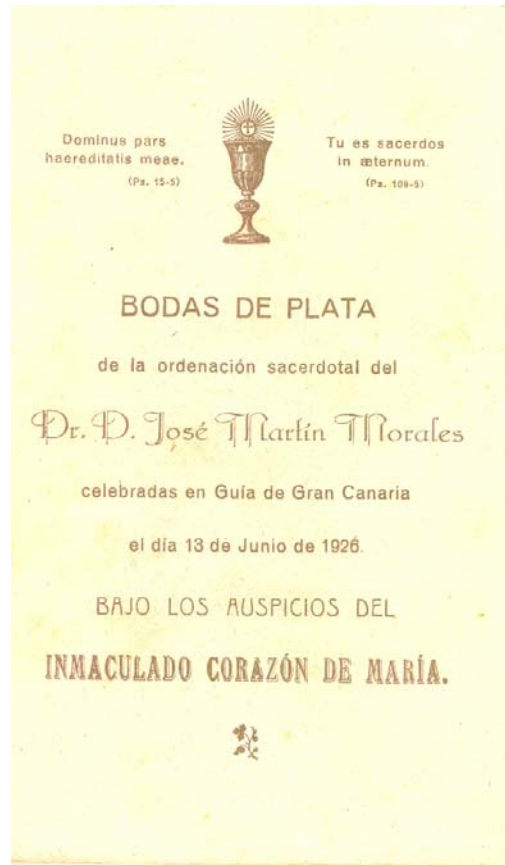 Dominus pars
haereditatis meae.
(Ps. 15-5)
Tu es sacerdos
in æternum.
(Ps. 109-5)
BODAS DE PLATA
de la ordenación sacerdotal del
Dr. D. José Martín Morales
celebradas en Guía de Gran Canaria
el día 13 de Junio de 1926.
BAJO LOS AUSPICIOS DEL
INMACULADO CORAZÓN DE MARÍA.